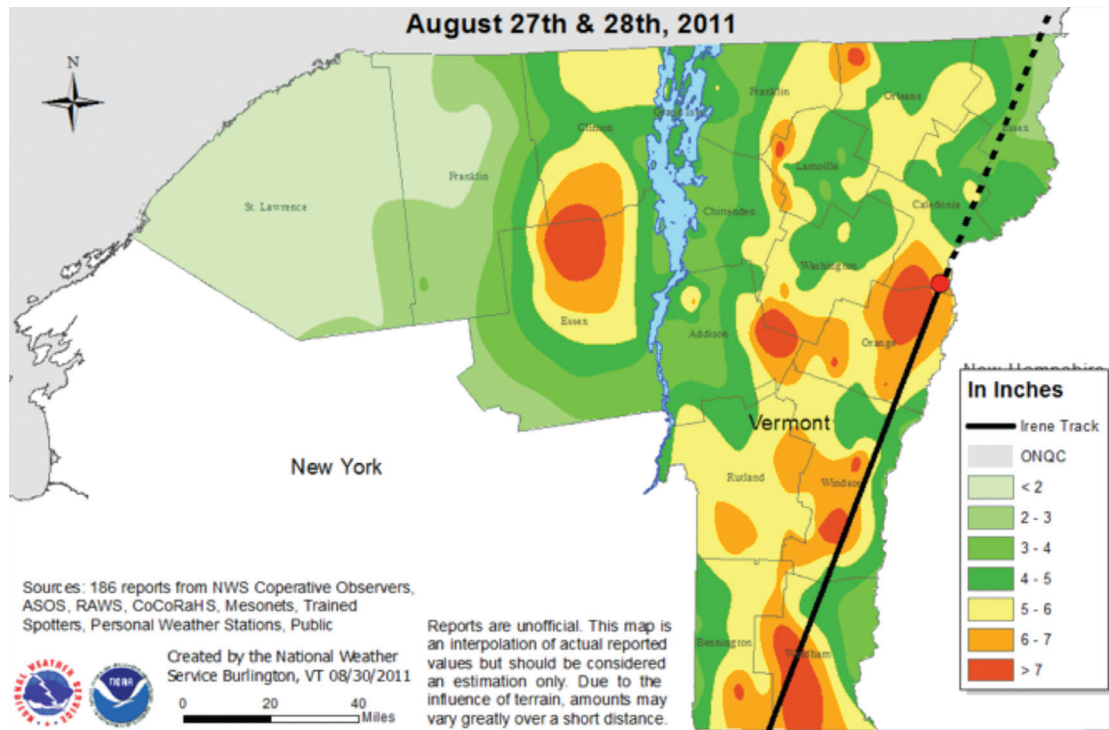 August 27th & 28th, 2011
N
Franklin
Orleans
Grand Isle
Clinton
Essex
Lamoille
Franklin
St. Lawrence
Chittenden
Caledonia
Washington
Essex
Addison
Orange
New Hampshire
In Inches
Irene Track
ONQC
< 2
2 - 3
3 - 4
4 - 5
5 - 6
6 - 7
> 7
Vermont
New York
Rutland
Windsor
Bennington
Windham
Sources: 186 reports from NWS Coperative Observers,
ASOS, RAWS, CoCoRaHS, Mesonets, Trained
Spotters, Personal Weather Stations, Public
Created by the National Weather
Service Burlington, VT 08/30/2011
0 20 40
Miles
Reports are unofficial. This map is
an interpolation of actual reported
values but should be considered
an estimation only. Due to the
influence of terrain, amounts may
vary greatly over a short distance.
NATIONAL WEATHER SERVICE
NOAA